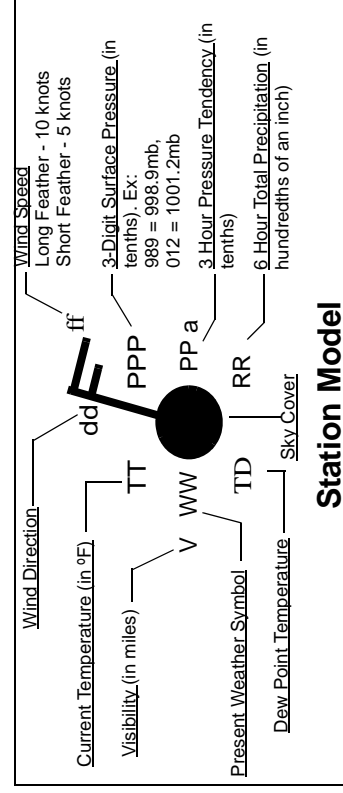 Wind Direction
dd
ff
Wind Speed
Long Feather - 10 knots
Short Feather - 5 knots
Current Temperature (in ºF)
TT
PPP
3-Digit Surface Pressure (in
tenths). Ex:
989 = 998.9mb,
012 = 1001.2mb
Visibility (in miles)
V
WW
PP a
3 Hour Pressure Tendency (in
tenths)
Present Weather Symbol
TD
RR
6 Hour Total Precipitation (in
hundredths of an inch)
Dew Point Temperature
Sky Cover
Station Model